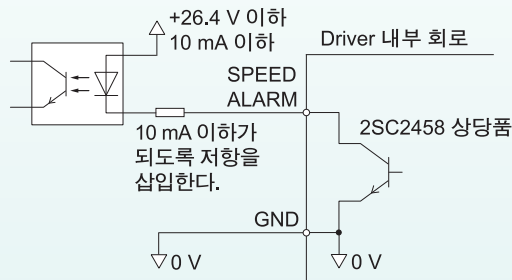 +26.4 V 이하
10 mA 이하
Driver 내부 회로
SPEED
ALARM
2SC2458 상당품
10 mA 이하가
되도록 저항을
삽입한다.
GND
0 V
0 V